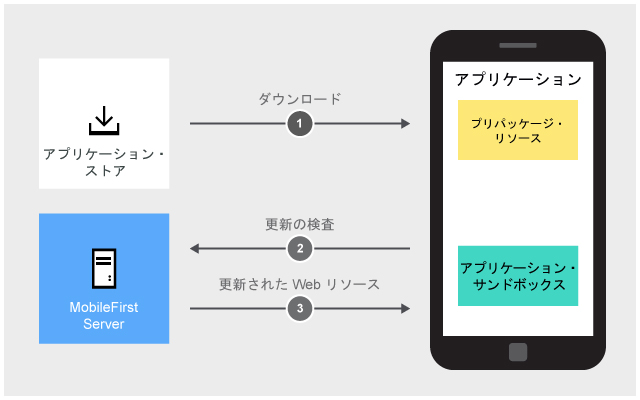 アプリケーション・
ストア
ダウンロード
1
アプリケーション
プリパッケージ・
リソース
MobileFirst
Server
更新の検査
2
更新された Web リソース
3
アプリケーション・
サンドボックス